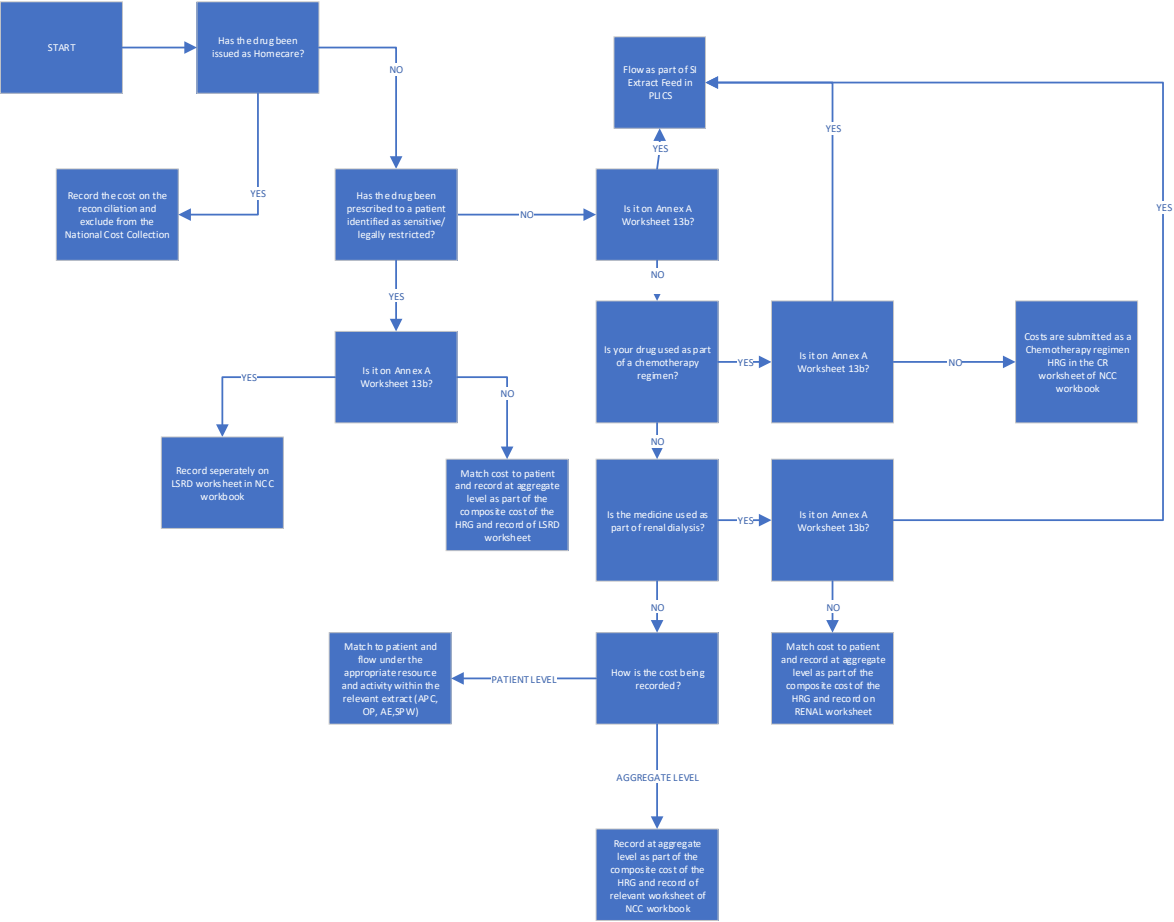 START
Has the drug been
issued as Homecare?
NO
YES
Record the cost on the
reconciliation and
exclude from the
National Cost Collection
Has the drug been
prescribed to a patient
identified as sensitive/
legally restricted?
NO
YES
Is it on Annex A
Worksheet 13b?
YES
NO
Record seperately on
LSRD worksheet in NCC
workbook
Match cost to patient
and record at aggregate
level as part of the
composite cost of the
HRG and record of LSRD
worksheet
Flow as part of SI
Extract Feed in
PLICS
YES
YES
YES
Is it on Annex A
Worksheet 13b?
NO
Is your drug used as part
of a chemotherapy
regimen?
YES
Is it on Annex A
Worksheet 13b?
NO
Costs are submitted as a
Chemotherapy regimen
HRG in the CR
worksheet of NCC
workbook
NO
Is the medicine used as
part of renal dialysis?
YES
Is it on Annex A
Worksheet 13b?
NO
NO
Match cost to patient
and record at aggregate
level as part of the
composite cost of the
HRG and record on
RENAL worksheet
How is the cost being
recorded?
PATIENT LEVEL
Match to patient and
flow under the
appropriate resource
and activity within the
relevant extract (APC,
OP, AE,SPW)
AGGREGATE LEVEL
Record at aggregate
level as part of the
composite cost of the
HRG and record of
relevant worksheet of
NCC workbook